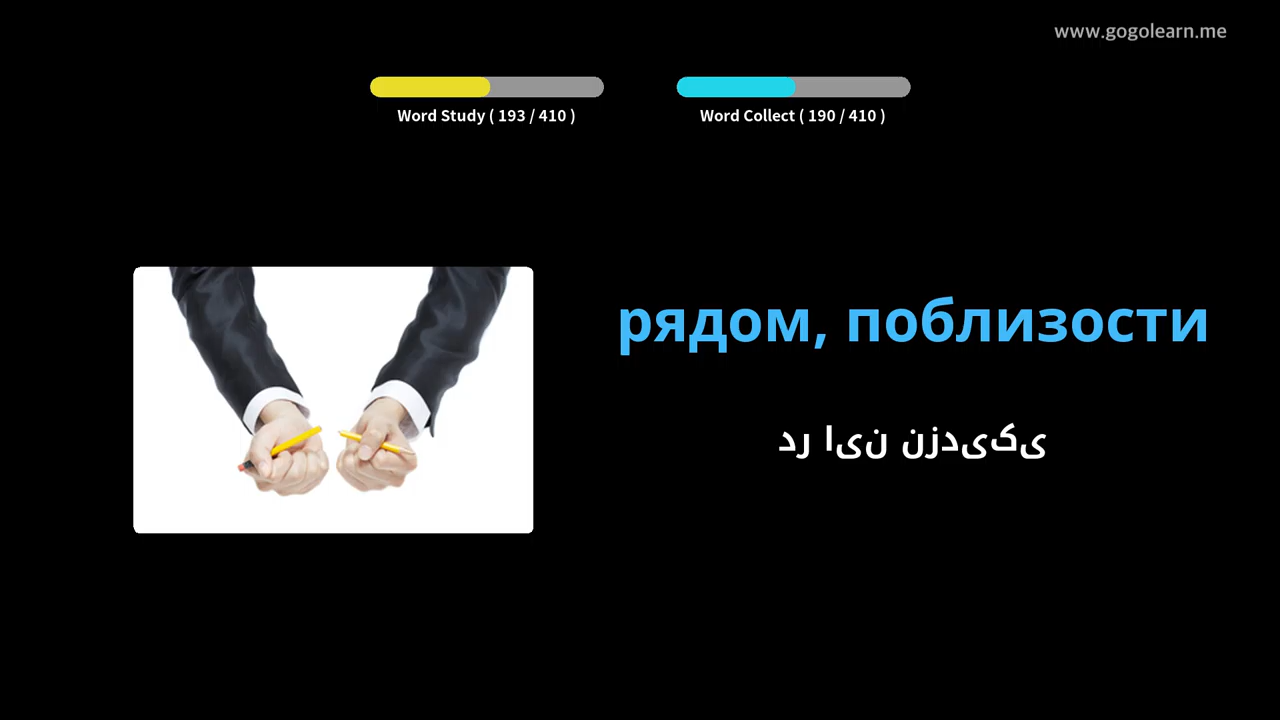 www.gogolearn.me
Word Study ( 193 / 410 )
Word Collect ( 190 / 410 )
рядом, поблизости
در این نزدیکی